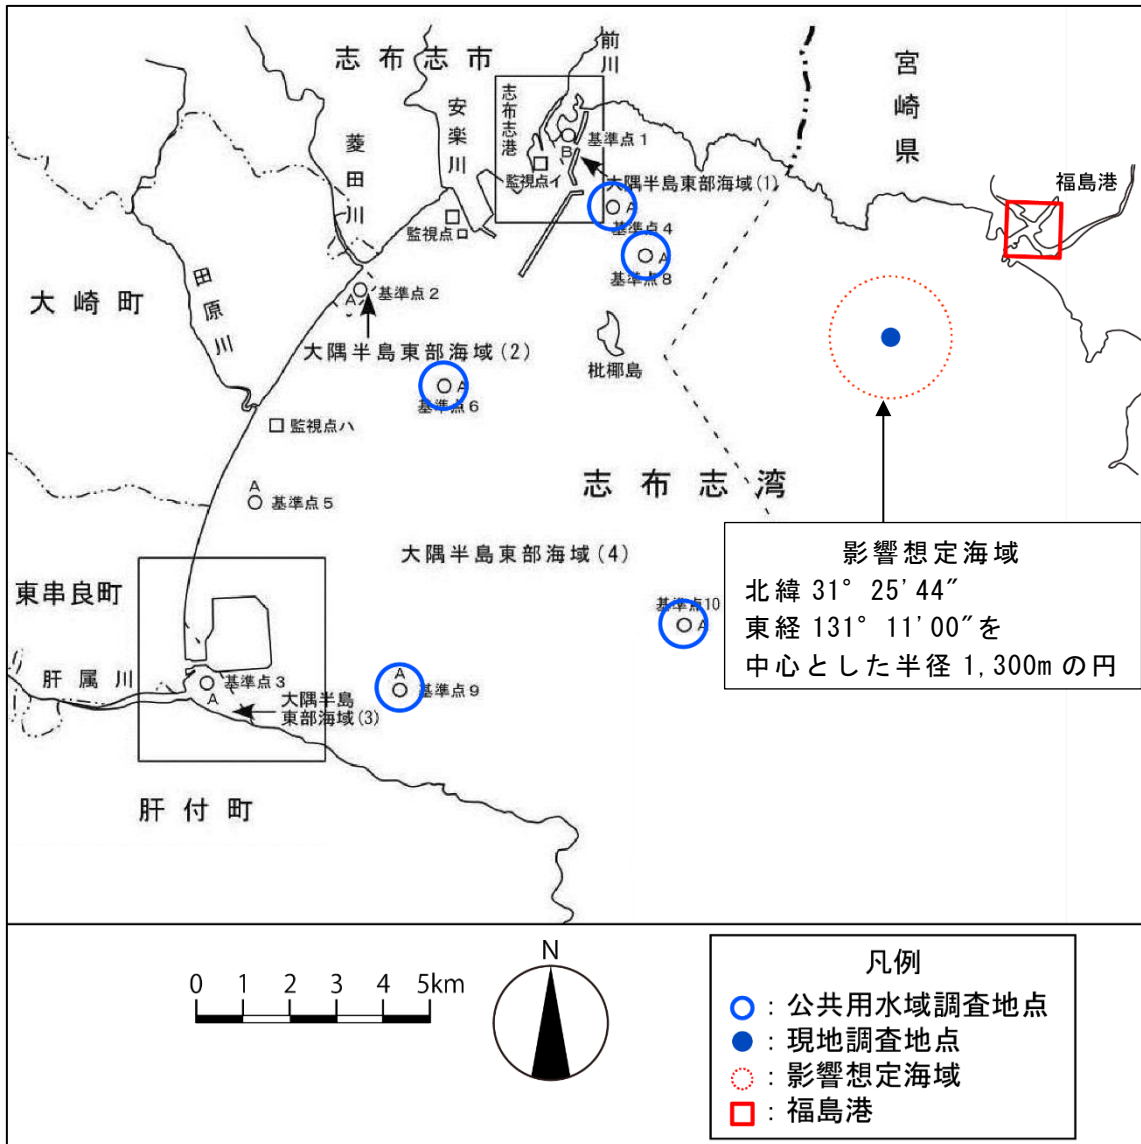 志布志市
前川
宮崎県
志布志港
安楽川
菱田川
基準点1
B
監視点イ
大隅半島東部海域(1)
福島港
A
基準点4
監視点ロ
A
基準点8
田原川
大崎町
A
基準点2
大隅半島東部海域(2)
枇椰島
A
基準点6
監視点ハ
志布志湾
A
基準点5
影響想定海域
北緯 31° 25'44"
東経 131° 11'00"を
中心とした半径 1,300m の円
大隅半島東部海域(4)
東串良町
基準点10
A
肝属川
基準点3
A
大隅半島
東部海域(3)
A
基準点9
肝付町
0 1 2 3 4 5km
N
凡例
：公共用水域調査地点
：現地調査地点
：影響想定海域
：福島港